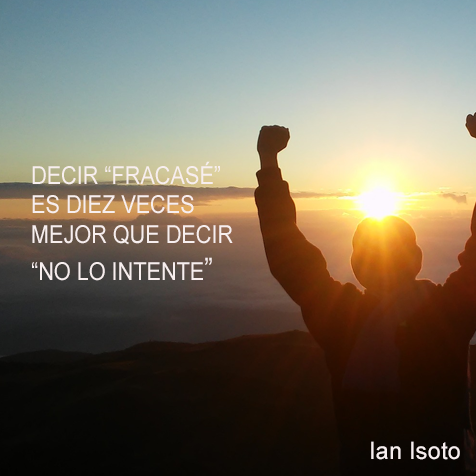 DECIR “FRACASÉ”
ES DIEZ VECES
MEJOR QUE DECIR
“NO LO INTENTE”
Ian Isoto